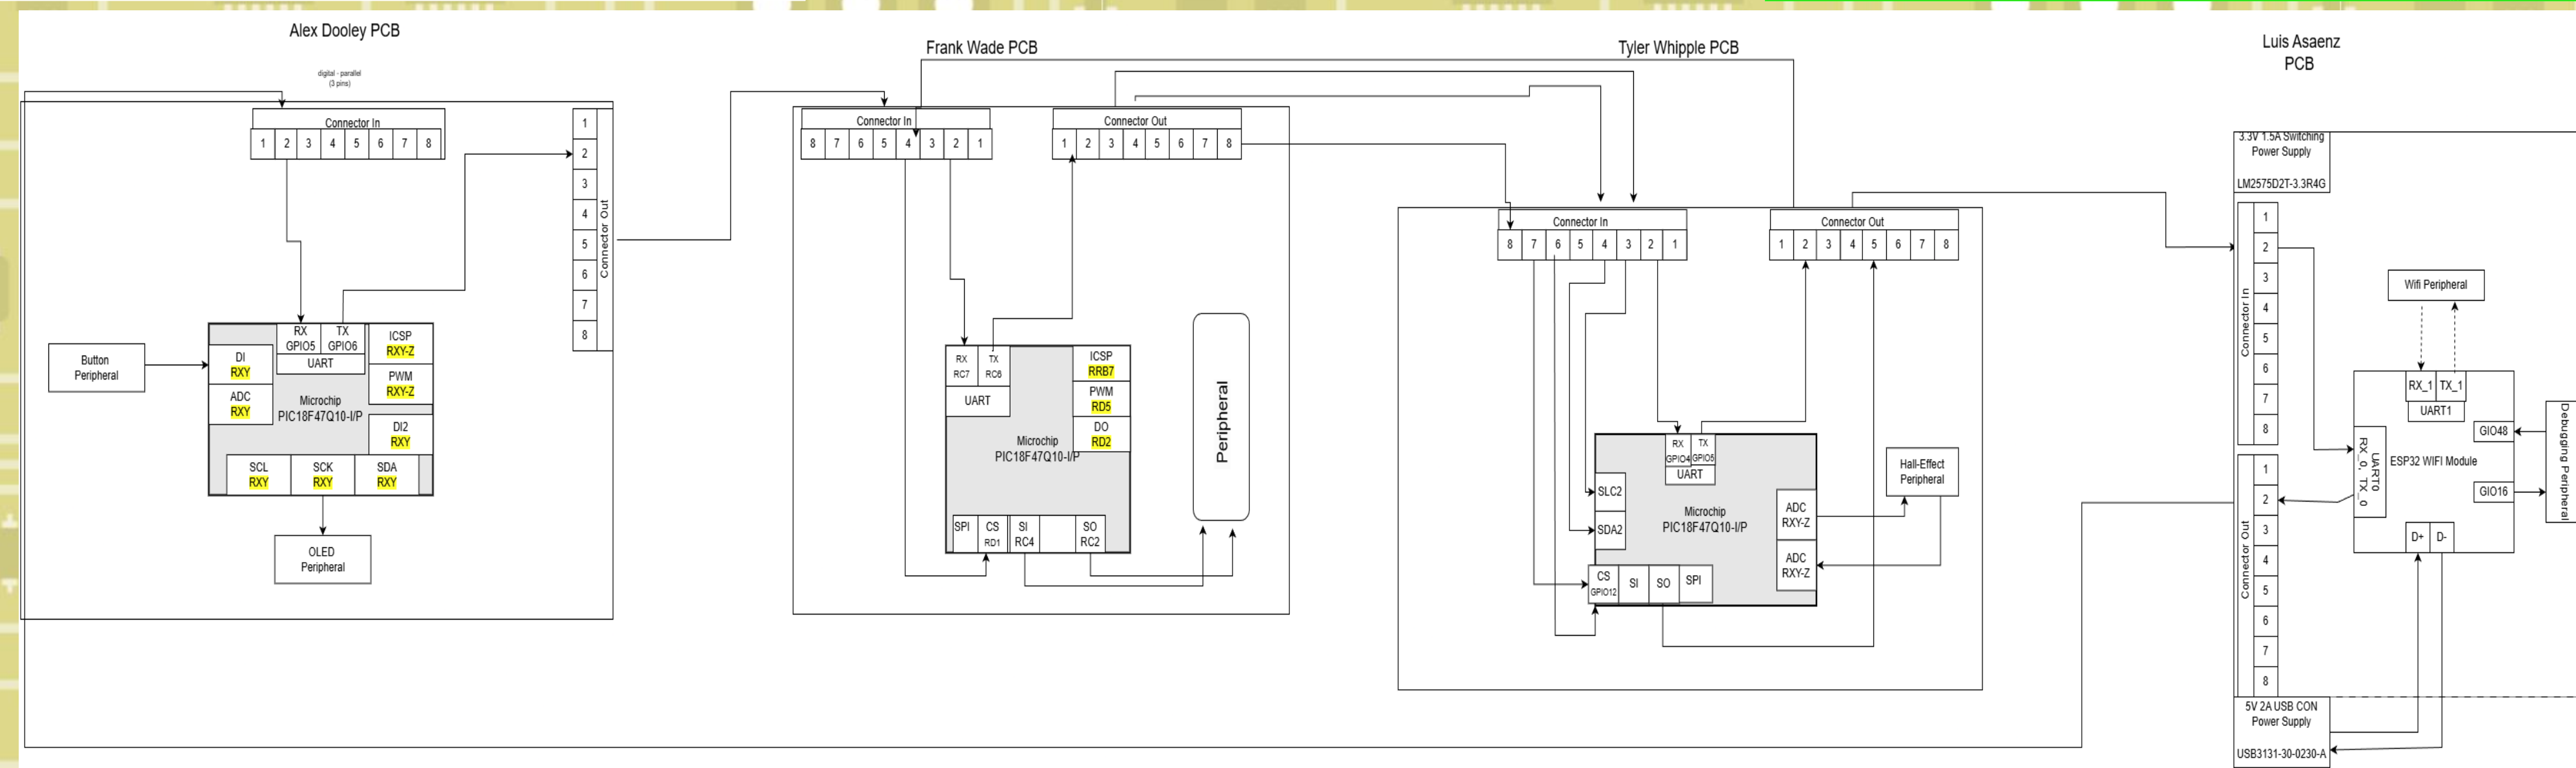 Alex Dooley PCB
digital - parallel
(3 pins)
Connector In
1 2 3 4 5 6 7 8
1
2
3
4
5
6
7
8
Connector Out
Button
Peripheral
RX
GPIO5
TX
GPIO6
UART
ICSP
RXY-Z
PWM
RXY-Z
DI
RXY
ADC
RXY
Microchip
PIC18F47Q10-I/P
DI2
RXY
SCL
RXY
SCK
RXY
SDA
RXY
OLED
Peripheral
Frank Wade PCB
Connector In
8 7 6 5 4 3 2 1
Connector Out
1 2 3 4 5 6 7 8
RX
RC7
TX
RC6
UART
ICSP
RRB7
PWM
RD5
DO
RD2
Microchip
PIC18F47Q10-I/P
SPI
CS
RD1
SI
RC4
SO
RC2
Peripheral
Tyler Whipple PCB
Connector In
8 7 6 5 4 3 2 1
Connector Out
1 2 3 4 5 6 7 8
RX
GPIO4
TX
GPIO5
UART
SLC2
SDA2
Microchip
PIC18F47Q10-I/P
ADC
RXY-Z
ADC
RXY-Z
CS
GPIO12
SI
SO
SPI
Hall-Effect
Peripheral
Luis Asaenz
PCB
3.3V 1.5A Switching
Power Supply
LM2575D2T-3.3R4G
Connector In
1
2
3
4
5
6
7
8
Connector Out
1
2
3
4
5
6
7
8
Wifi Peripheral
RX_1 TX_1
UART1
UART0
RX_0, TX_0
ESP32 WIFI Module
GIO48
GIO16
D+ D-
Debugging Peripheral
5V 2A USB CON
Power Supply
USB3131-30-0230-A